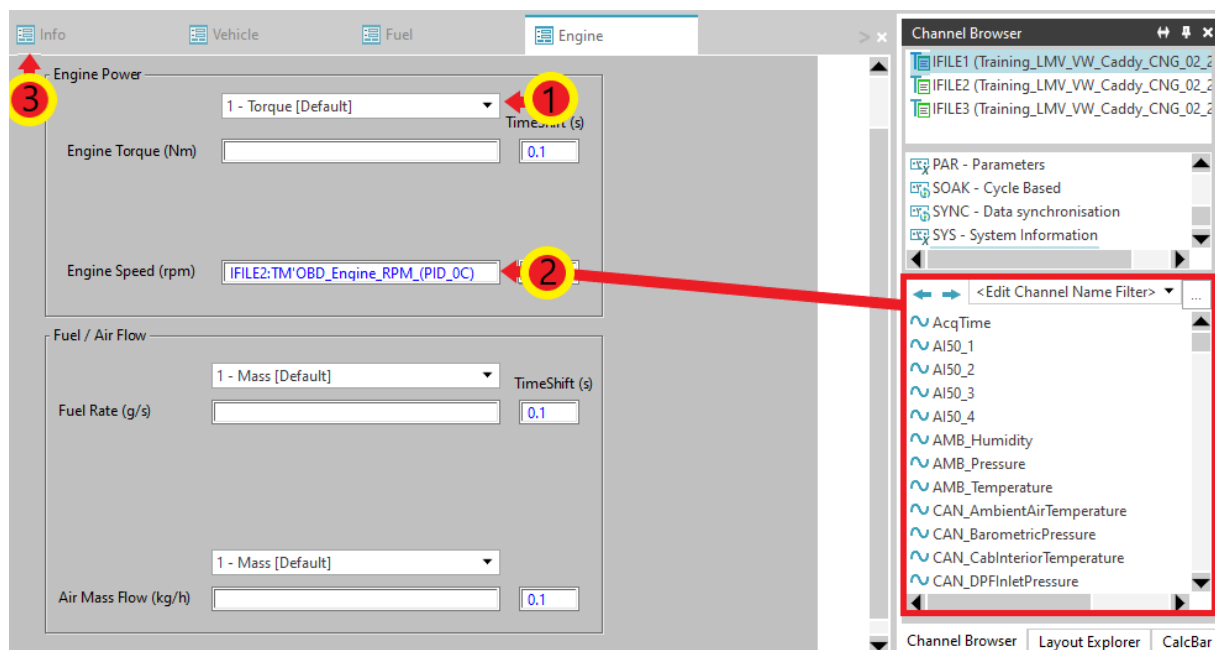 Info
Vehicle
Fuel
Engine
3
Engine Power
1 - Torque [Default]
1
TimeShift (s)
Engine Torque (Nm)
0.1
Engine Speed (rpm)
IFILE2:TM'OBD_Engine_RPM_(PID_0C)
2
Fuel / Air Flow
1 - Mass [Default]
TimeShift (s)
Fuel Rate (g/s)
0.1
1 - Mass [Default]
Air Mass Flow (kg/h)
0.1
Channel Browser
IFILE1 (Training_LMV_VW_Caddy_CNG_02_2
IFILE2 (Training_LMV_VW_Caddy_CNG_02_2
IFILE3 (Training_LMV_VW_Caddy_CNG_02_2
PAR - Parameters
SOAK - Cycle Based
SYNC - Data synchronisation
SYS - System Information
<Edit Channel Name Filter>
...
AcqTime
AI50_1
AI50_2
AI50_3
AI50_4
AMB_Humidity
AMB_Pressure
AMB_Temperature
CAN_AmbientAirTemperature
CAN_BarometricPressure
CAN_CabInteriorTemperature
CAN_DPFInletPressure
Channel Browser
Layout Explorer
CalcBar